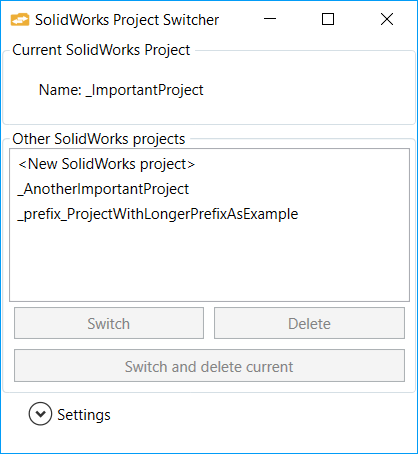 SolidWorks Project Switcher
Current SolidWorks Project
Name: _ImportantProject
Other SolidWorks projects
<New SolidWorks project>
_AnotherImportantProject
_prefix_ProjectWithLongerPrefixAsExample
Switch
Delete
Switch and delete current
Settings